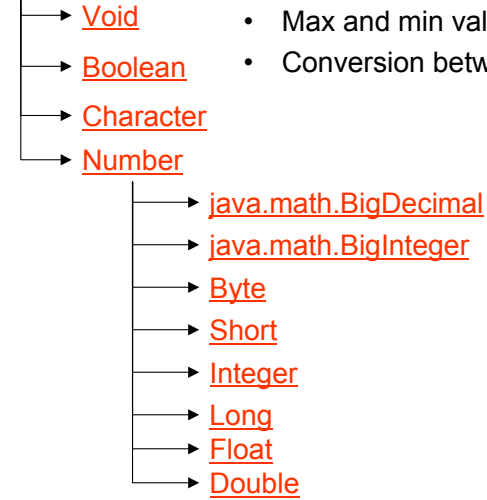 Void
• Max and min val
Boolean
• Conversion betw
Character
Number
java.math.BigDecimal
java.math.BigInteger
Byte
Short
Integer
Long
Float
Double